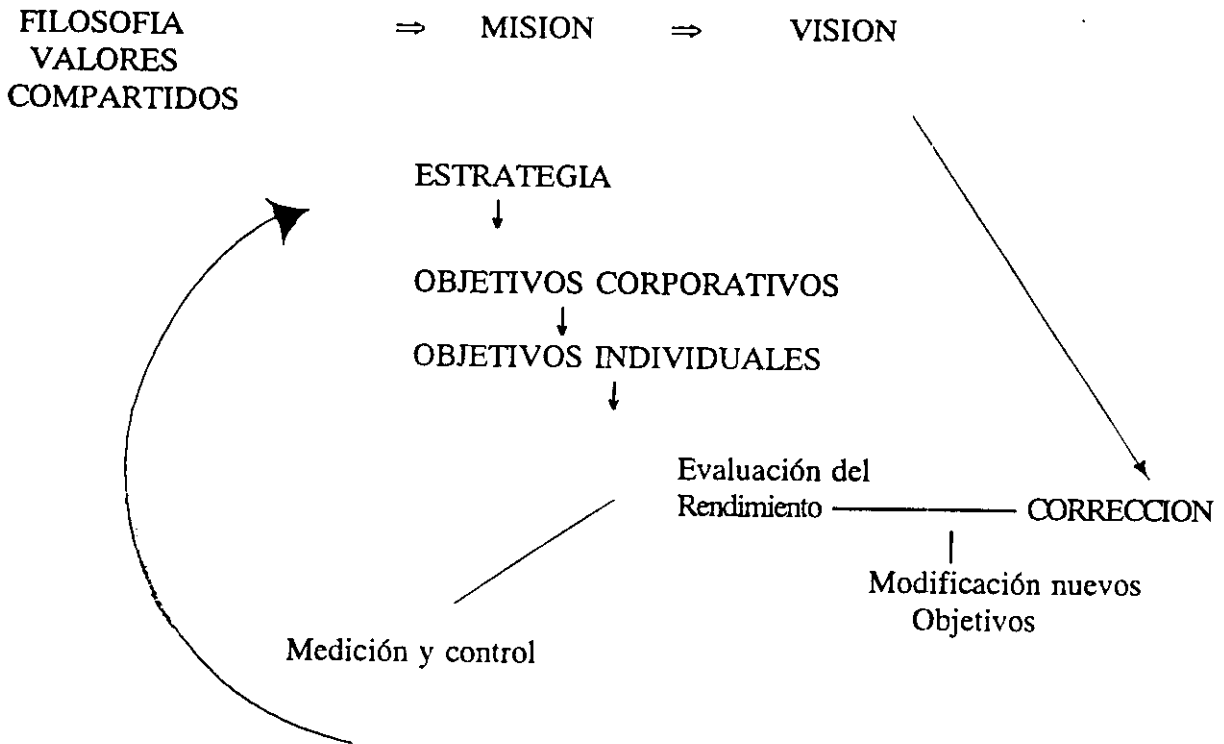 FILOSOFIA ⇒ MISION ⇒ VISION
VALORES
COMPARTIDOS
ESTRATEGIA
OBJETIVOS CORPORATIVOS
OBJETIVOS INDIVIDUALES
Evaluación del
Rendimiento
CORRECCION
Modificación nuevos
Objetivos
Medición y control